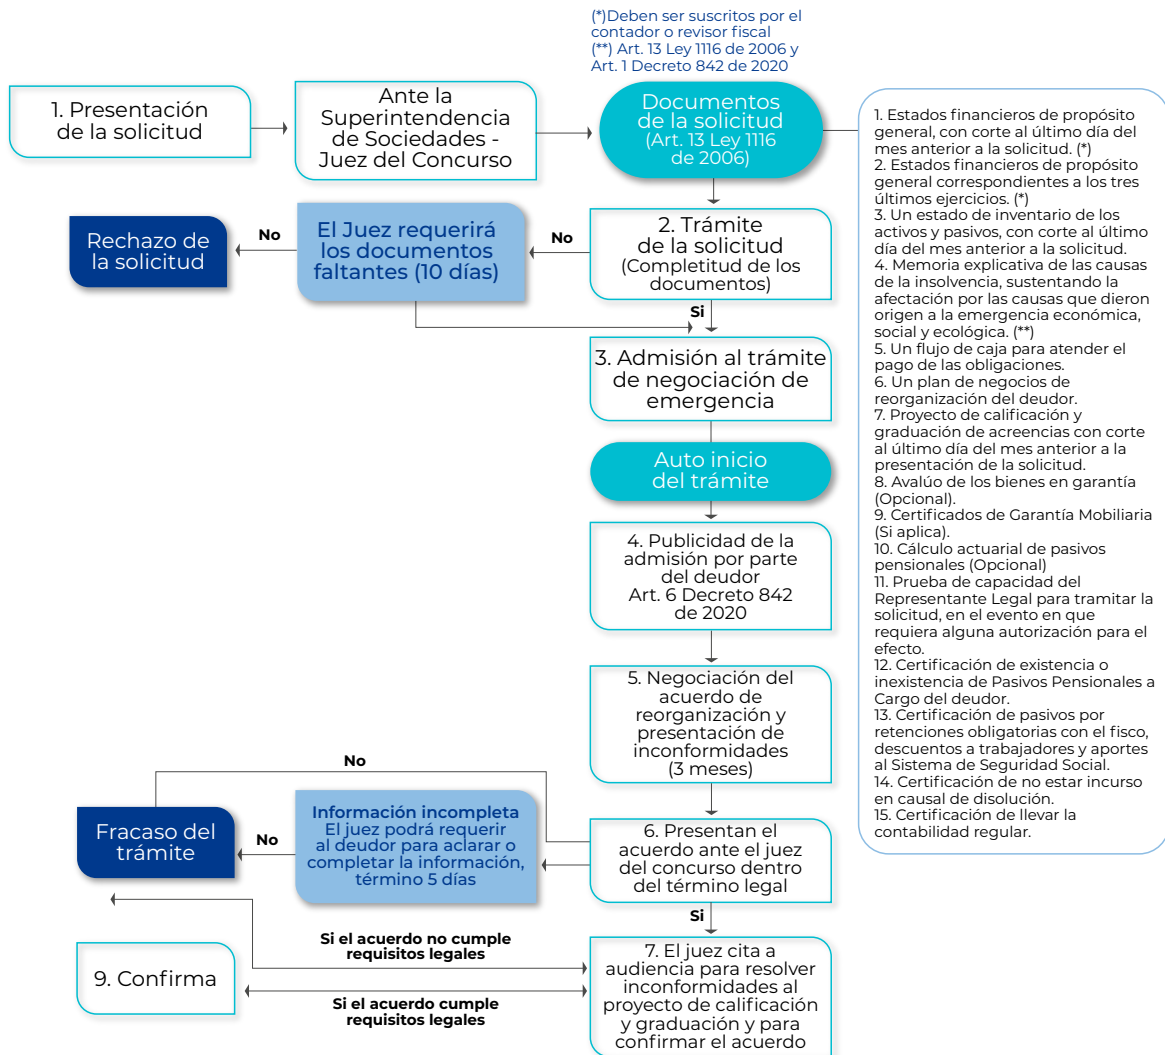 (*)Deben ser suscritos por el
contador o revisor fiscal
(**) Art. 13 Ley 1116 de 2006 y
Art. 1 Decreto 842 de 2020
1. Presentación
de la solicitud
Ante la
Superintendencia
de Sociedades -
Juez del Concurso
Documentos
de la solicitud
(Art. 13 Ley 1116
de 2006)
1. Estados financieros de propósito
general, con corte al último día del
mes anterior a la solicitud. (*)
2. Estados financieros de propósito
general correspondientes a los tres
últimos ejercicios. (*)
3. Un estado de inventario de los
activos y pasivos, con corte al último
día del mes anterior a la solicitud.
4. Memoria explicativa de las causas
de la insolvencia, sustentando la
afectación por las causas que dieron
origen a la emergencia económica,
social y ecológica. (**)
5. Un flujo de caja para atender el
pago de las obligaciones.
6. Un plan de negocios de
reorganización del deudor.
7. Proyecto de calificación y
graduación de acreencias con corte
al último día del mes anterior a la
presentación de la solicitud.
8. Avalúo de los bienes en garantía
(Opcional).
9. Certificados de Garantía Mobiliaria
(Si aplica).
10. Cálculo actuarial de pasivos
pensionales (Opcional)
11. Prueba de capacidad del
Representante Legal para tramitar la
solicitud, en el evento en que
requiera alguna autorización para el
efecto.
12. Certificación de existencia o
inexistencia de Pasivos Pensionales a
Cargo del deudor.
13. Certificación de pasivos por
retenciones obligatorias con el fisco,
descuentos a trabajadores y aportes
al Sistema de Seguridad Social.
14. Certificación de no estar incurso
en causal de disolución.
15. Certificación de llevar la
contabilidad regular.
2. Trámite
de la solicitud
(Completitud de los
documentos)
No
El Juez requerirá
los documentos
faltantes (10 días)
No
Rechazo de
la solicitud
Si
3. Admisión al trámite
de negociación de
emergencia
Auto inicio
del trámite
4. Publicidad de la
admisión por parte
del deudor
Art. 6 Decreto 842
de 2020
5. Negociación del
acuerdo de
reorganización y
presentación de
inconformidades
(3 meses)
No
6. Presentan el
acuerdo ante el juez
del concurso dentro
del término legal
Información incompleta
El juez podrá requerir
al deudor para aclarar o
completar la información,
término 5 días
No
Fracaso del
trámite
Si
7. El juez cita a
audiencia para resolver
inconformidades al
proyecto de calificación
y graduación y para
confirmar el acuerdo
Si el acuerdo no cumple
requisitos legales
9. Confirma
Si el acuerdo cumple
requisitos legales